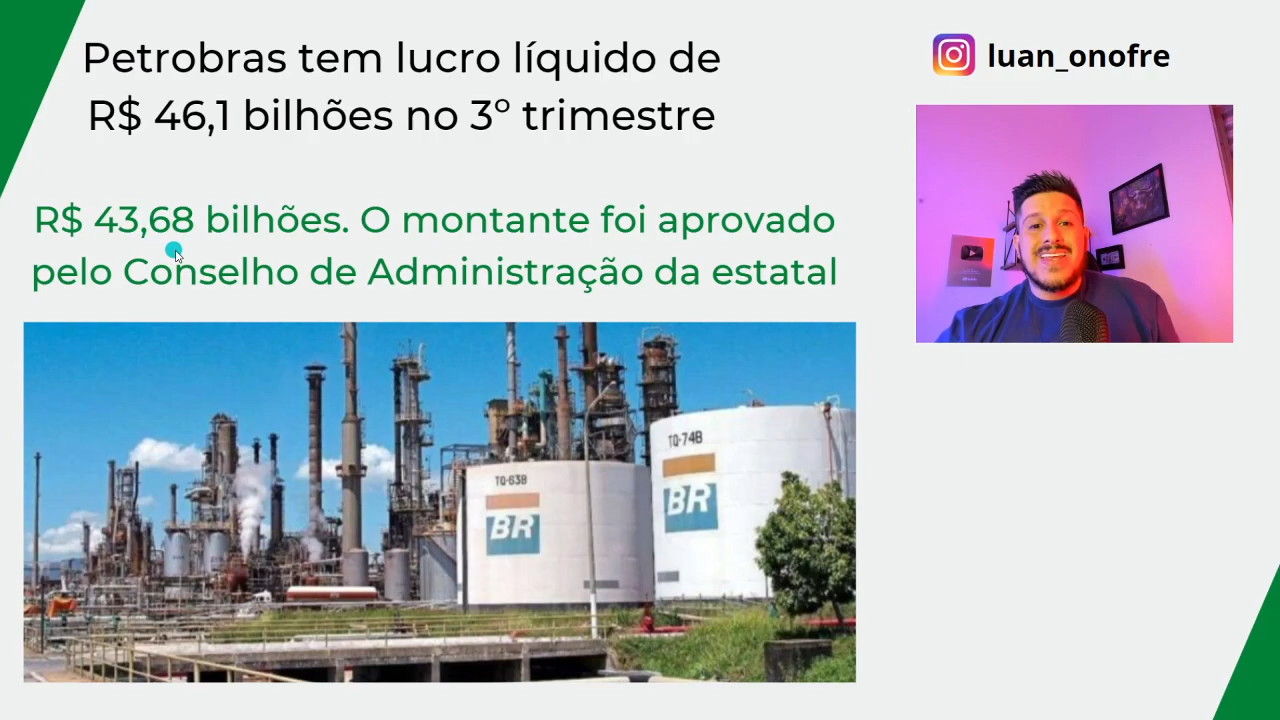 Petrobras tem lucro líquido de
R$ 46,1 bilhões no 3º trimestre
luan_onofre
R$ 43,68 bilhões. O montante foi aprovado
pelo Conselho de Administração da estatal
TQ-63B
BR
TQ-74B
BR